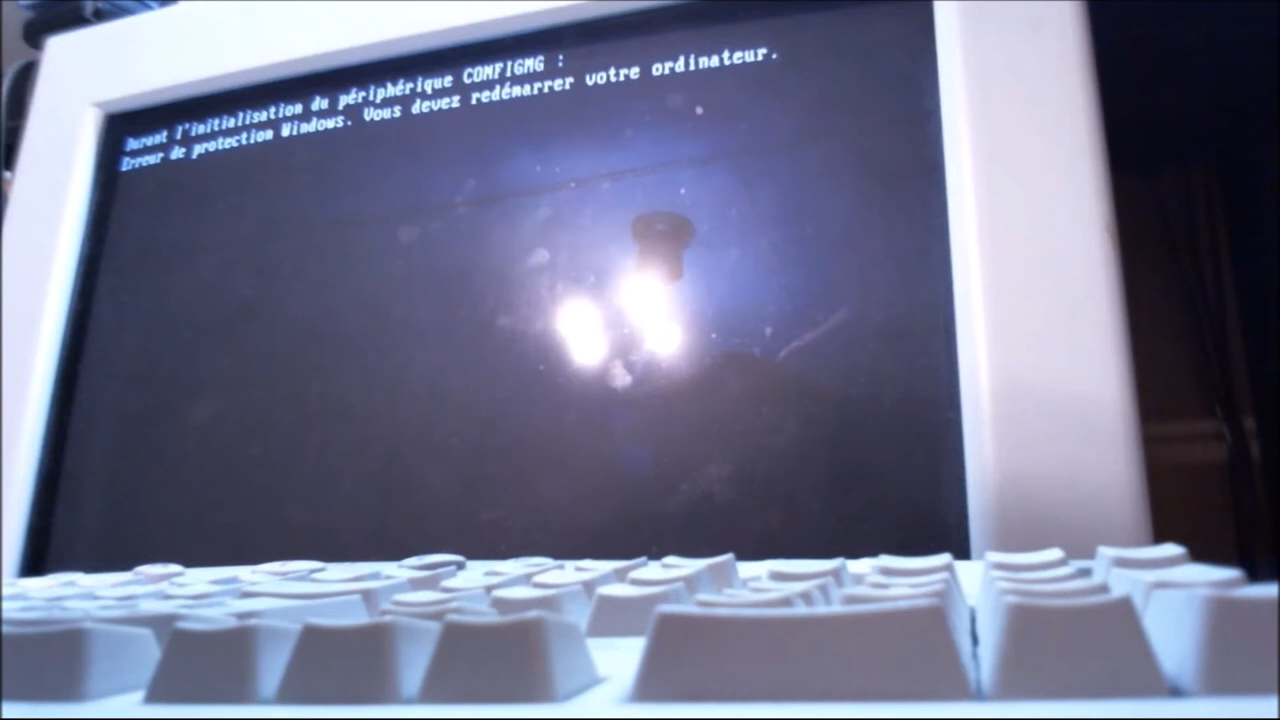 Durant l'initialisation du périphérique CONFIGMG :
Erreur de protection Windows. Vous devez redémarrer votre ordinateur.